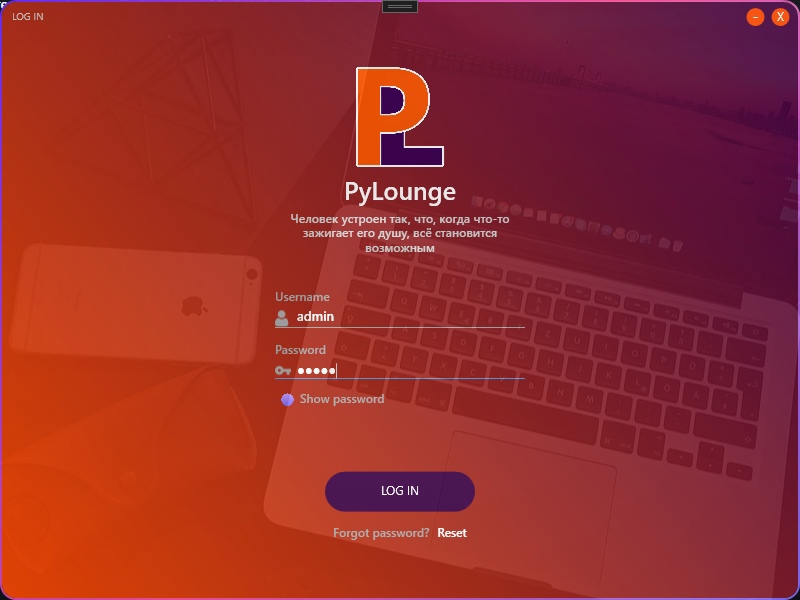 LOG IN
–
X
PL
PyLounge
Человек устроен так, что, когда что-то
зажигает его душу, всё становится
возможным
Username
admin
Password
●●●●●
Show password
LOG IN
Forgot password? Reset